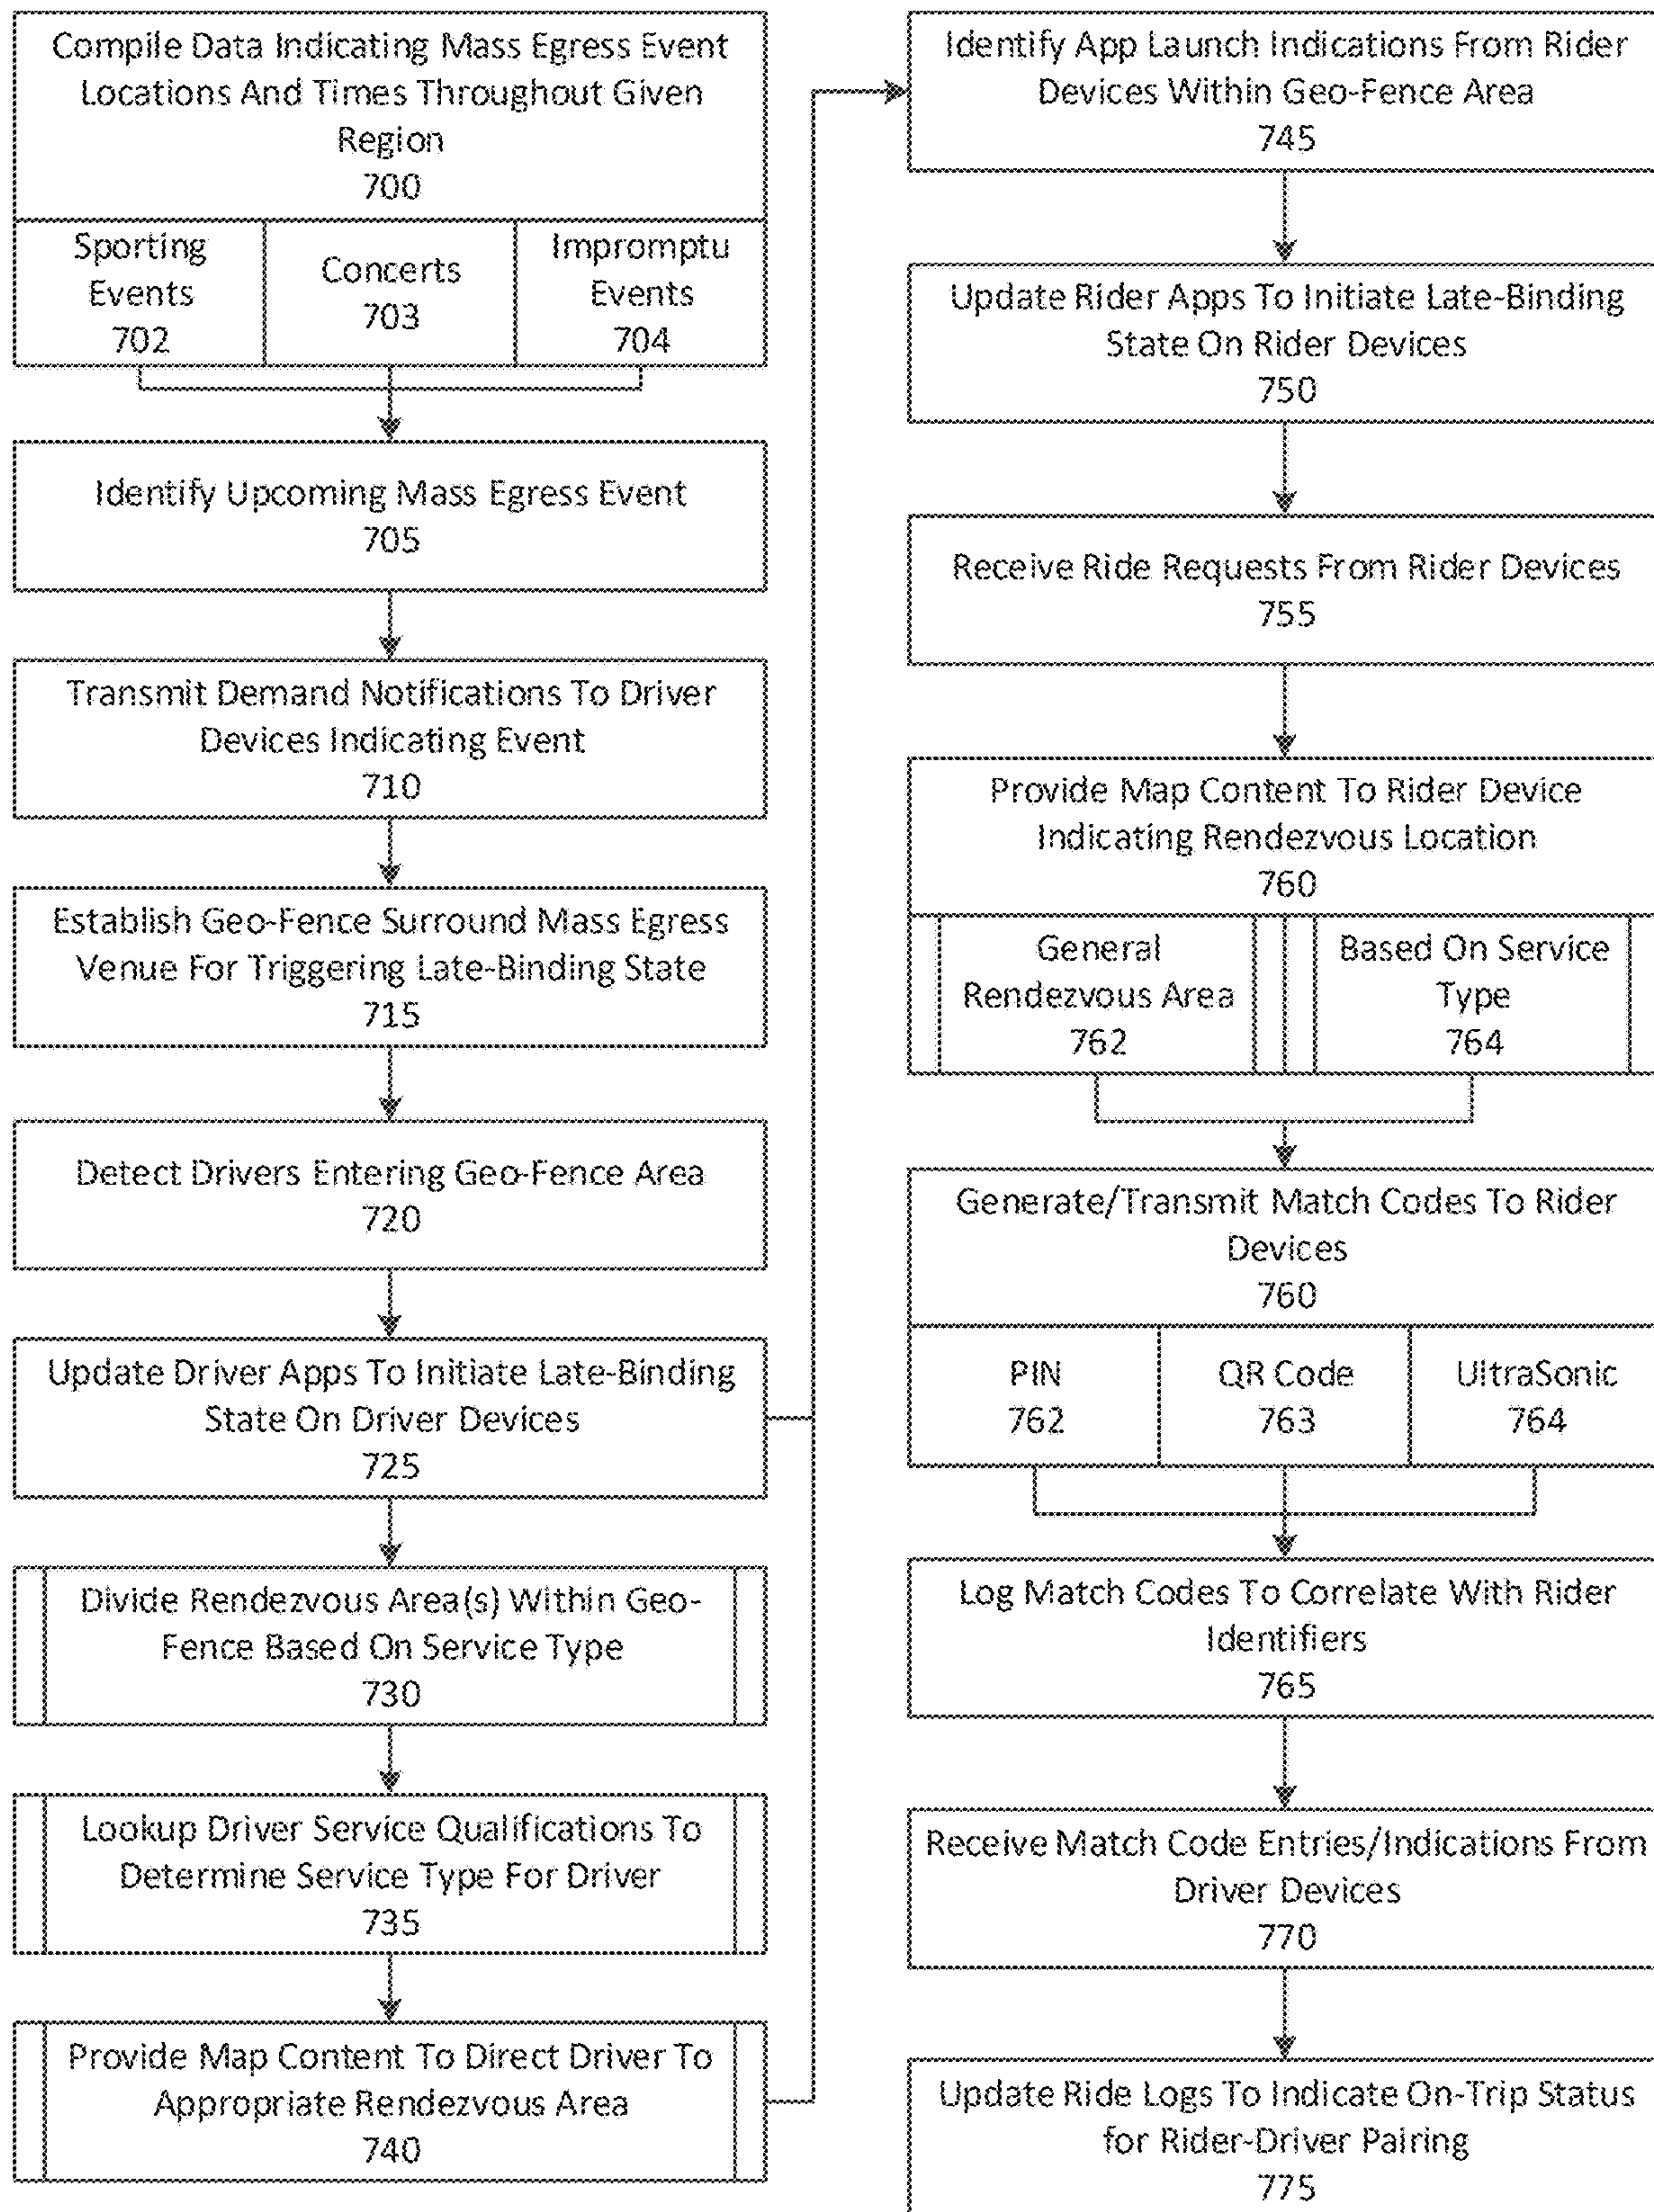 Compile Data Indicating Mass Egress Event
Locations And Times Throughout Given
Region
700
Sporting
Events
702
Concerts
703
Impromptu
Events
704
Identify Upcoming Mass Egress Event
705
Transmit Demand Notifications To Driver
Devices Indicating Event
710
Establish Geo-Fence Surround Mass Egress
Venue For Triggering Late-Binding State
715
Detect Drivers Entering Geo-Fence Area
720
Update Driver Apps To Initiate Late-Binding
State On Driver Devices
725
Divide Rendezvous Area(s) Within Geo-
Fence Based On Service Type
730
Lookup Driver Service Qualifications To
Determine Service Type For Driver
735
Provide Map Content To Direct Driver To
Appropriate Rendezvous Area
740
Identify App Launch Indications From Rider
Devices Within Geo-Fence Area
745
Update Rider Apps To Initiate Late-Binding
State On Rider Devices
750
Receive Ride Requests From Rider Devices
755
Provide Map Content To Rider Device
Indicating Rendezvous Location
760
General
Rendezvous Area
762
Based On Service
Type
764
Generate/Transmit Match Codes To Rider
Devices
760
PIN
762
QR Code
763
UltraSonic
764
Log Match Codes To Correlate With Rider
Identifiers
765
Receive Match Code Entries/Indications From
Driver Devices
770
Update Ride Logs To Indicate On-Trip Status
for Rider-Driver Pairing
775